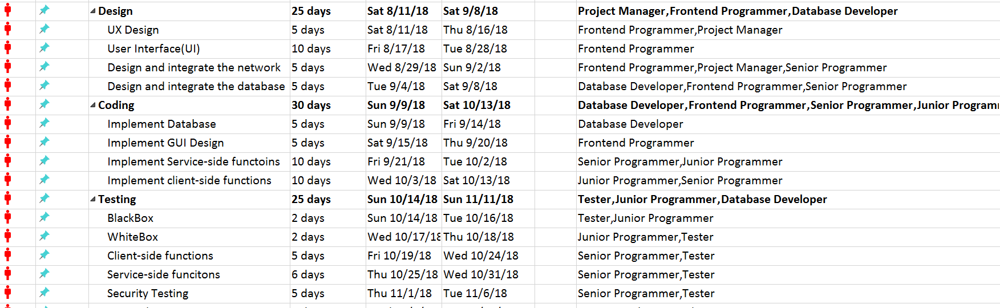 Design 25 days Sat 8/11/18 Sat 9/8/18 Project Manager,Frontend Programmer,Database Developer
UX Design 5 days Sat 8/11/18 Thu 8/16/18 Frontend Programmer,Project Manager
User Interface(UI) 10 days Fri 8/17/18 Tue 8/28/18 Frontend Programmer
Design and integrate the network 5 days Wed 8/29/18 Sun 9/2/18 Frontend Programmer,Project Manager,Senior Programmer
Design and integrate the database 5 days Tue 9/4/18 Sat 9/8/18 Database Developer,Frontend Programmer,Senior Programmer
Coding 30 days Sun 9/9/18 Sat 10/13/18 Database Developer,Frontend Programmer,Senior Programmer,Junior Program
Implement Database 5 days Sun 9/9/18 Fri 9/14/18 Database Developer
Implement GUI Design 5 days Sat 9/15/18 Thu 9/20/18 Frontend Programmer
Implement Service-side functoins 10 days Fri 9/21/18 Tue 10/2/18 Senior Programmer,Junior Programmer
Implement client-side functions 10 days Wed 10/3/18 Sat 10/13/18 Junior Programmer,Senior Programmer
Testing 25 days Sun 10/14/18 Sun 11/11/18 Tester,Junior Programmer,Database Developer
BlackBox 2 days Sun 10/14/18 Tue 10/16/18 Tester,Junior Programmer
WhiteBox 2 days Wed 10/17/18 Thu 10/18/18 Junior Programmer,Tester
Client-side functions 5 days Fri 10/19/18 Wed 10/24/18 Senior Programmer,Tester
Service-side funcitons 6 days Thu 10/25/18 Wed 10/31/18 Senior Programmer,Tester
Security Testing 5 days Thu 11/1/18 Tue 11/6/18 Senior Programmer,Tester